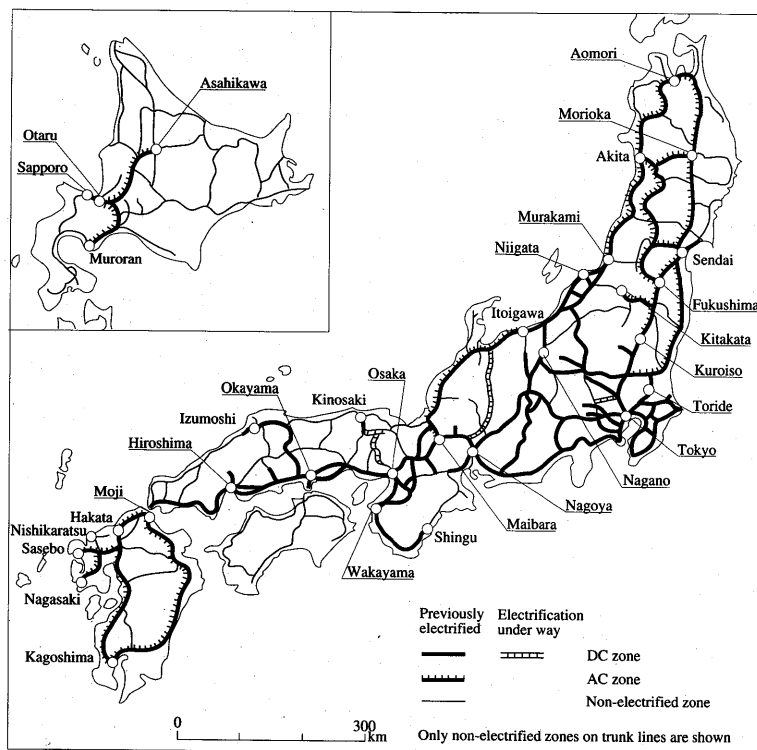 Asahikawa
Otaru
Sapporo
Muroran
Aomori
Morioka
Akita
Murakami
Niigata
Sendai
Itoigawa
Fukushima
Kitakata
Kuroiso
Osaka
Okayama
Kinosaki
Toride
Izumoshi
Hiroshima
Tokyo
Moji
Nagano
Hakata
Nagoya
Nishikaratsu
Maibara
Sasebo
Shingu
Wakayama
Nagasaki
Kagoshima
Previously electrified
Electrification under way
DC zone
AC zone
Non-electrified zone
0 300
km
Only non-electrified zones on trunk lines are shown